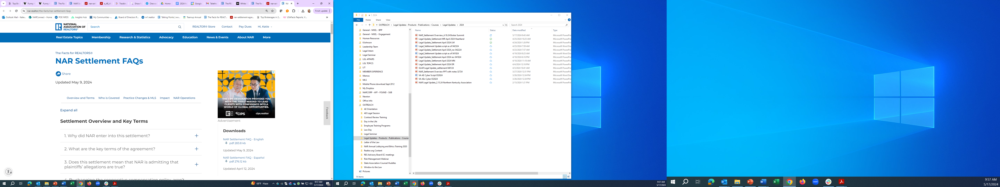 Top Bro
Funny r
Funny f
The Fac
NAR Se
nar-set
a_48_4!
Trackin
Show N
One wo
Home
2024 It
Google
Telethe
The RE
White A
The Fac
nar-set
NA
nar.realtor/the-facts/nar-settlement-faqs
Finish update
Outlook Mail - Katie...
NARConnect - Home
POE NRDS
Insights Hub
My Communities -...
Board of Directors R...
m1.realtor
Talking Points | ww...
Teamup Annual
The Facts for REALT...
nar-settlement-agre...
Top Brokerages in 2...
USAFacts Reports, V...
NATIONAL
ASSOCIATION OF
REALTORS®
Search
REALTOR® Store
Contact
Pay Dues
Hi, Katie
Real Estate Topics
Membership
Research & Statistics
Advocacy
Education
News & Events
About NAR
More
The Facts for REALTORS®
NAR Settlement FAQs
Share
Updated May 9, 2024
Overview and Terms
Who is Covered
Practice Changes & MLS
Impact
NAR Operations
Expand all
Settlement Overview and Key Terms
1. Why did NAR enter into this settlement?
2. What are the key terms of the agreement?
3. Does this settlement mean that NAR is admitting that
plaintiffs' allegations are true?
4. By changing the cooperative compensation policy, aren't
THE CIPS DESIGNATION PROVIDES YOU
WITH THE TOOLS NEEDED TO LEAD
CLIENTS WITH CONFIDENCE INTO A
WORLD OF GLOBAL OPPORTUNTIES.
NAR
CIPS
cips.realtor
Advertisement
Downloads
NAR Settlement FAQ - English
pdf 283.8 kb
Updated May 9, 2024
NAR Settlement FAQ - Español
pdf 276.12 kb
Updated April 12, 2024
Feedback
68°F Haze
9:57 AM
5/17/2024
23
2024
File
Home
Share
View
OUTREACH
Legal Updates - Products - Publications - Courses
Legal Updates
2024
Search 2024
General - MXEL - BPP
General - MXEL - Engagement
Human Resources
KJohnson
Leadership Team
Legal Intern
Legal Seminar
LGL AFFAIRS
LGL TOPICS
LIT
MEMBER EXPERIENCE
Memos
MLS
Mobile Phone download Sept 2012
My Dropbox
NARCORP - AFF - FOUND - SUB
Newton
Office Info
OUTREACH
AE Orientation
AEI Legal Session
Contract Review Training
Day in the Life
Employee Training Programs
Law Day
Legal Seminar
Legal Updates - Products - Publications - Course
Letter of the Law
NAR Annual Lobbying and Ethics Training 2020
Realtor.org Content
RES Advisory Board GC meetings
Risk Management Webinar
State Association Counsel Huddles
Window to the Law
Pictures
Name
Status
Date modified
Type
NAR_Settlement Overview_4.18.24 Broker Summit
5/17/2024 9:43 AM
Microsoft PowerPoi
Legal Update_Settlement MR April 2024 Heartland
4/25/2024 10:25 AM
Microsoft PowerPoi
Legal Update_Settlement April 2024 LM
4/24/2024 1:26 PM
Microsoft PowerPoi
Legal_Settlement Update script as of 042324
4/23/2024 7:59 AM
Microsoft Word Do
Legal Update_Settlement April 2024_rev 042224
4/23/2024 7:57 AM
Microsoft PowerPoi
Legal_Settlement Update script as of 041824
4/19/2024 8:23 AM
Microsoft Word Do
Legal Update_Settlement April 2024 rev 041824
4/18/2024 8:16 PM
Microsoft PowerPoi
Legal Update_Settlement April 2024 MN
4/10/2024 11:18 AM
Microsoft PowerPoi
Legal Update_Settlement April 2024 DR
4/4/2024 12:16 PM
Microsoft PowerPoi
GLAR Legal Update_settlement 040124
4/3/2024 10:41 AM
Microsoft PowerPoi
NAR_Settlement Overview PPT with notes 32724
3/27/2024 12:31 PM
Microsoft PowerPoi
VA AE Cyber Script 032624
3/26/2024 12:34 PM
Microsoft Word Do
VA AEs Cyber 032624
3/26/2024 12:34 PM
Microsoft PowerPoi
NAR Legal Update_2.15.24 Northern Kentucky Association
2/15/2024 1:21 PM
Microsoft PowerPoi
14 items
9:57 AM
5/17/2024
9:57 AM
5/17/2024